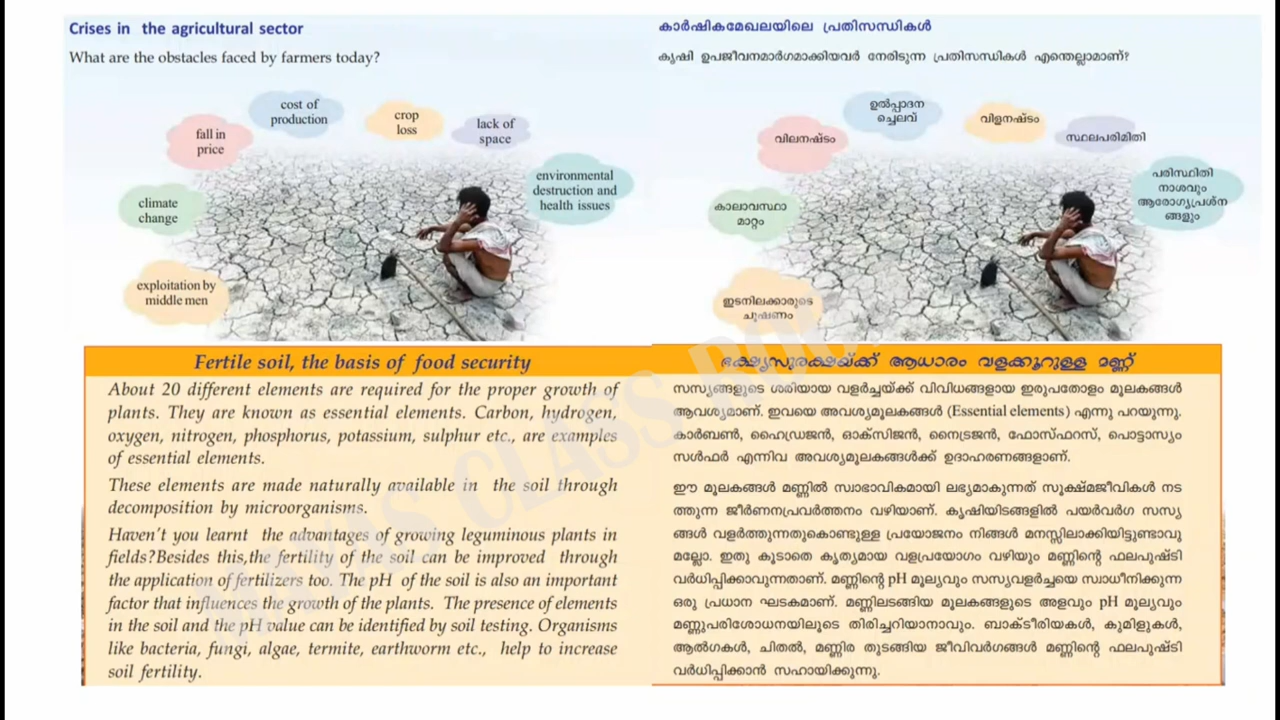 Crises in the agricultural sector
What are the obstacles faced by farmers today?
cost of
production
crop
loss
fall in
price
lack of
space
environmental
destruction and
health issues
climate
change
exploitation by
middle men
Fertile soil, the basis of food security
About 20 different elements are required for the proper growth of
plants. They are known as essential elements. Carbon, hydrogen,
oxygen, nitrogen, phosphorus, potassium, sulphur etc., are examples
of essential elements.
These elements are made naturally available in the soil through
decomposition by microorganisms.
Haven't you learnt the advantages of growing leguminous plants in
fields?Besides this,the fertility of the soil can be improved through
the application of fertilizers too. The pH of the soil is also an important
factor that influences the growth of the plants. The presence of elements
in the soil and the pH value can be identified by soil testing. Organisms
like bacteria, fungi, algae, termite, earthworm etc., help to increase
soil fertility.
കാർഷികമേഖലയിലെ പ്രതിസന്ധികൾ
കൃഷി ഉപജീവനമാർഗമാക്കിയവർ നേരിടുന്ന പ്രതിസന്ധികൾ എന്തെല്ലാമാണ്?
ഉൽപ്പാദന
ച്ചെലവ്
വിളനഷ്ടം
വിലനഷ്ടം
സ്ഥലപരിമിതി
പരിസ്ഥിതി
നാശവും
ആരോഗ്യപ്രശ്ന
ങ്ങളും
കാലാവസ്ഥാ
മാറ്റം
ഇടനിലക്കാരുടെ
ചൂഷണം
ഭക്ഷ്യസുരക്ഷയ്ക്ക് ആധാരം വളക്കൂറുള്ള മണ്ണ്
സസ്യങ്ങളുടെ ശരിയായ വളർച്ചയ്ക്ക് വിവിധങ്ങളായ ഇരുപതോളം മൂലകങ്ങൾ
ആവശ്യമാണ്. ഇവയെ അവശ്യമൂലകങ്ങൾ (Essential elements) എന്നു പറയുന്നു.
കാർബൺ, ഹൈഡ്രജൻ, ഓക്സിജൻ, നൈട്രജൻ, ഫോസ്ഫറസ്, പൊട്ടാസ്യം
സൾഫർ എന്നിവ അവശ്യമൂലകങ്ങൾക്ക് ഉദാഹരണങ്ങളാണ്.
ഈ മൂലകങ്ങൾ മണ്ണിൽ സ്വാഭാവികമായി ലഭ്യമാകുന്നത് സൂക്ഷ്മജീവികൾ നട
ത്തുന്ന ജീർണനപ്രവർത്തനം വഴിയാണ്. കൃഷിയിടങ്ങളിൽ പയർവർഗ സസ്യ
ങ്ങൾ വളർത്തുന്നതുകൊണ്ടുള്ള പ്രയോജനം നിങ്ങൾ മനസ്സിലാക്കിയിട്ടുണ്ടാവു
മല്ലോ. ഇതു കൂടാതെ കൃത്യമായ വളപ്രയോഗം വഴിയും മണ്ണിന്റെ ഫലപുഷ്ടി
വർധിപ്പിക്കാവുന്നതാണ്. മണ്ണിന്റെ pH മൂല്യവും സസ്യവളർച്ചയെ സ്വാധീനിക്കുന്ന
ഒരു പ്രധാന ഘടകമാണ്. മണ്ണിലടങ്ങിയ മൂലകങ്ങളുടെ അളവും pH മൂല്യവും
മണ്ണുപരിശോധനയിലൂടെ തിരിച്ചറിയാനാവും. ബാക്ടീരിയകൾ, കുമിളുകൾ,
ആൽഗകൾ, ചിതൽ, മണ്ണിര തുടങ്ങിയ ജീവിവർഗങ്ങൾ മണ്ണിന്റെ ഫലപുഷ്ടി
വർധിപ്പിക്കാൻ സഹായിക്കുന്നു.